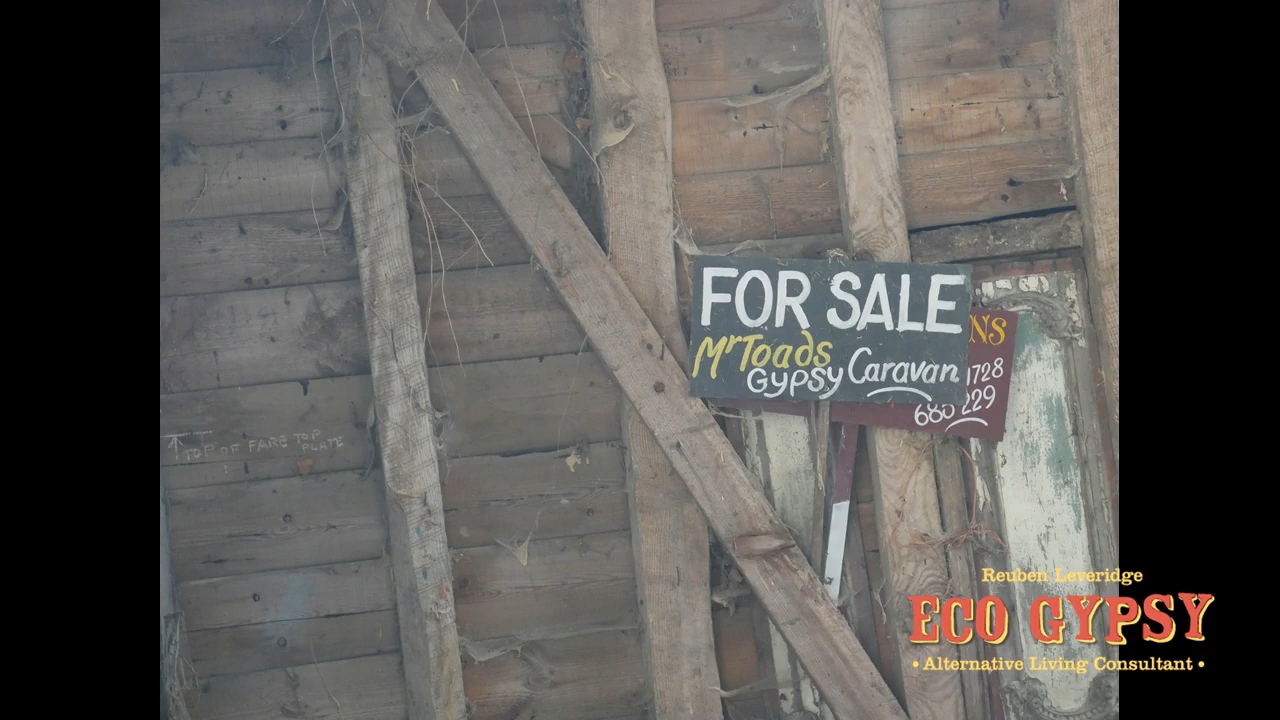 FOR SALE
Mr Toads
Gypsy Caravan
NS
1728
680 229
TOP OF FARE TOP
PLATE
Reuben Leveridge
ECO GYPSY
• Alternative Living Consultant •